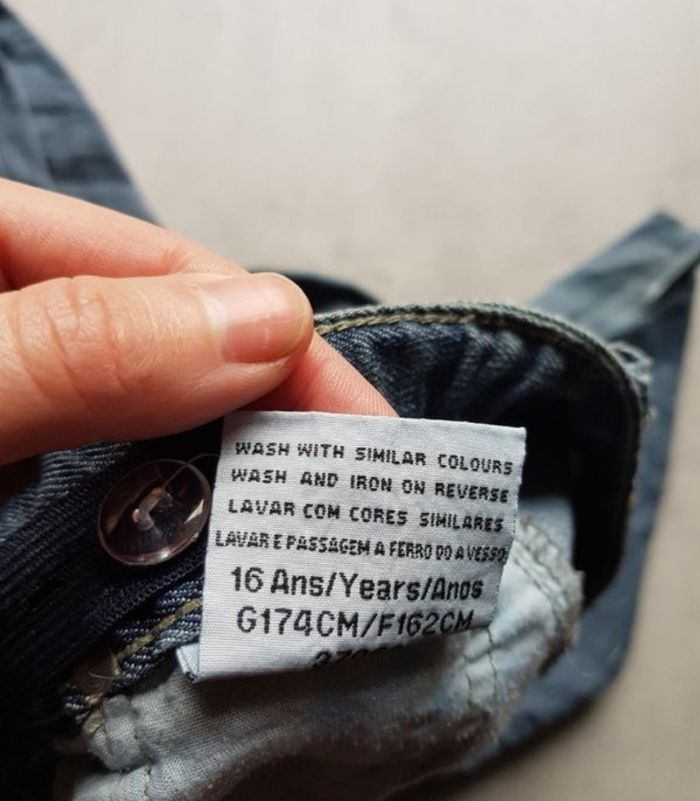 WASH WITH SIMILAR COLOURS
WASH AND IRON ON REVERSE
LAVAR COM CORES SIMILARES
LAVAR E PASSAGEM A FERRO DO AVESSO
16 Ans/Years/Anos
G174CM/F162CM